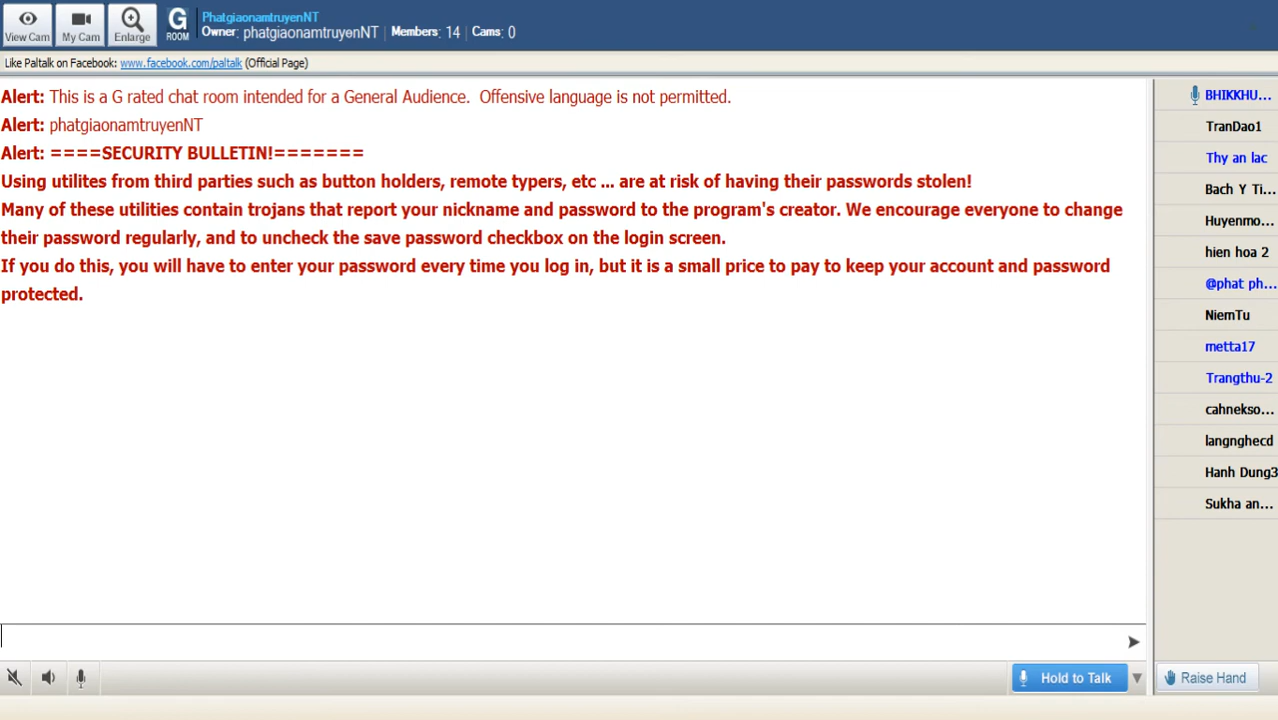 View Cam
My Cam
Enlarge
G
ROOM
PhatgiaonamtruyenNT
Owner: phatgiaonamtruyenNT Members: 14 Cams: 0
Like Paltalk on Facebook: www.facebook.com/paltalk (Official Page)
Alert: This is a G rated chat room intended for a General Audience. Offensive language is not permitted.
Alert: phatgiaonamtruyenNT
Alert: ====SECURITY BULLETIN!=======
Using utilites from third parties such as button holders, remote typers, etc ... are at risk of having their passwords stolen!
Many of these utilities contain trojans that report your nickname and password to the program's creator. We encourage everyone to change
their password regularly, and to uncheck the save password checkbox on the login screen.
If you do this, you will have to enter your password every time you log in, but it is a small price to pay to keep your account and password
protected.
BHIKKHU...
TranDao1
Thy an lac
Bach Y Ti...
Huyenmo...
hien hoa 2
@phat ph...
NiemTu
metta17
Trangthu-2
cahnekso...
langnghecd
Hanh Dung3
Sukha an...
Hold to Talk
Raise Hand